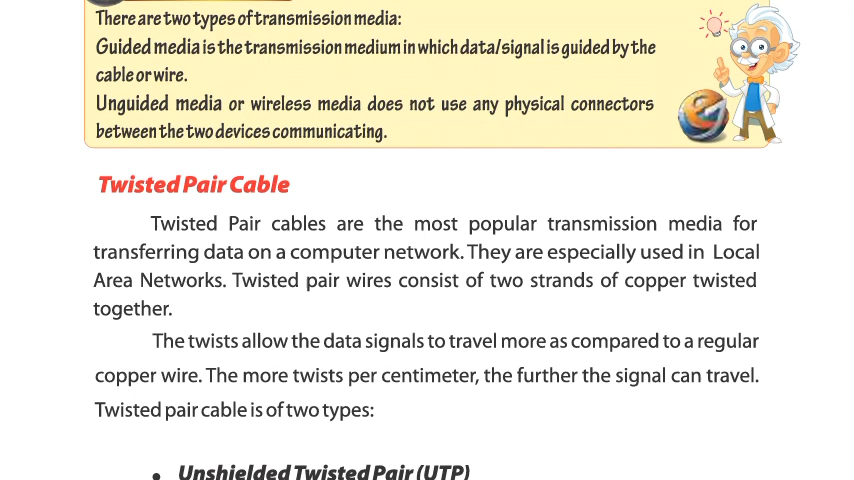 There are two types of transmission media:
Guided media is the transmission medium in which data/signal is guided by the
cable or wire.
Unguided media or wireless media does not use any physical connectors
between the two devices communicating.
Twisted Pair Cable
Twisted Pair cables are the most popular transmission media for
transferring data on a computer network. They are especially used in Local
Area Networks. Twisted pair wires consist of two strands of copper twisted
together.
The twists allow the data signals to travel more as compared to a regular
copper wire. The more twists per centimeter, the further the signal can travel.
Twisted pair cable is of two types:
• Unshielded Twisted Pair (UTP)